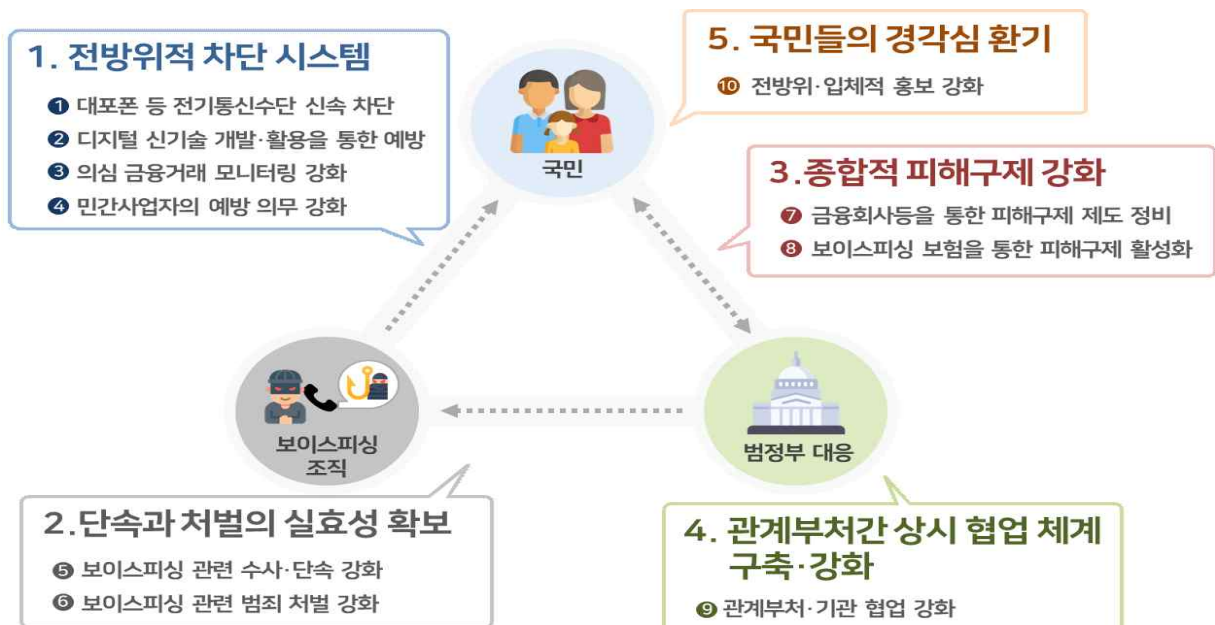 1. 전방위적 차단 시스템
❶ 대포폰 등 전기통신수단 신속 차단
❷ 디지털 신기술 개발·활용을 통한 예방
❸ 의심 금융거래 모니터링 강화
❹ 민간사업자의 예방 의무 강화
5. 국민들의 경각심 환기
❿ 전방위·입체적 홍보 강화
국민
3.종합적 피해구제 강화
❼ 금융회사등을 통한 피해구제 제도 정비
❽ 보이스피싱 보험을 통한 피해구제 활성화
보이스피싱
조직
범정부 대응
2.단속과 처벌의 실효성 확보
❺ 보이스피싱 관련 수사·단속 강화
❻ 보이스피싱 관련 범죄 처벌 강화
4. 관계부처간 상시 협업 체계
구축·강화
❾ 관계부처·기관 협업 강화